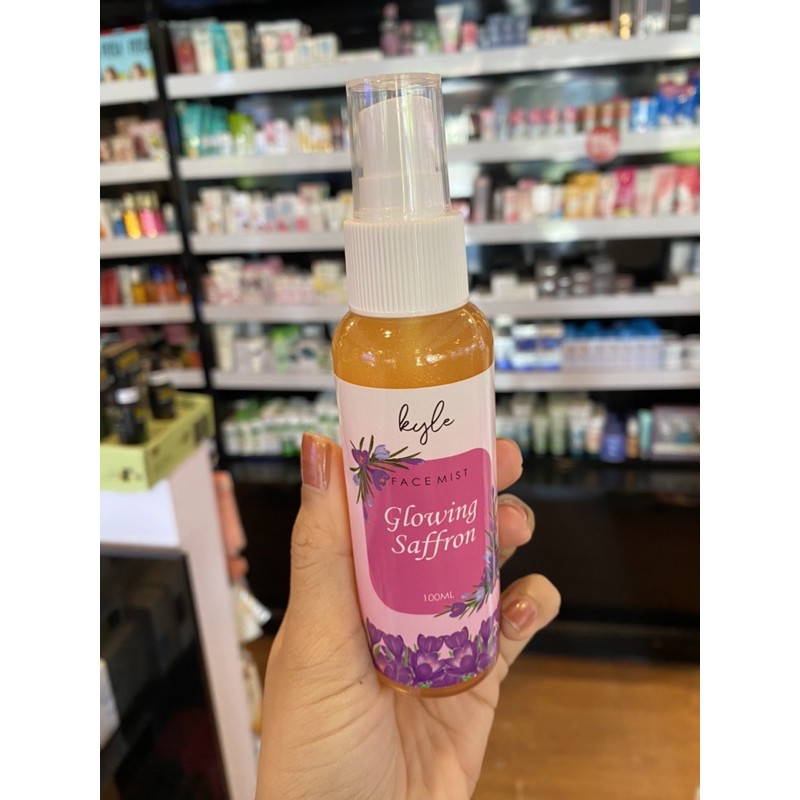 kyle
FACE MIST
Glowing
Saffron
100ML